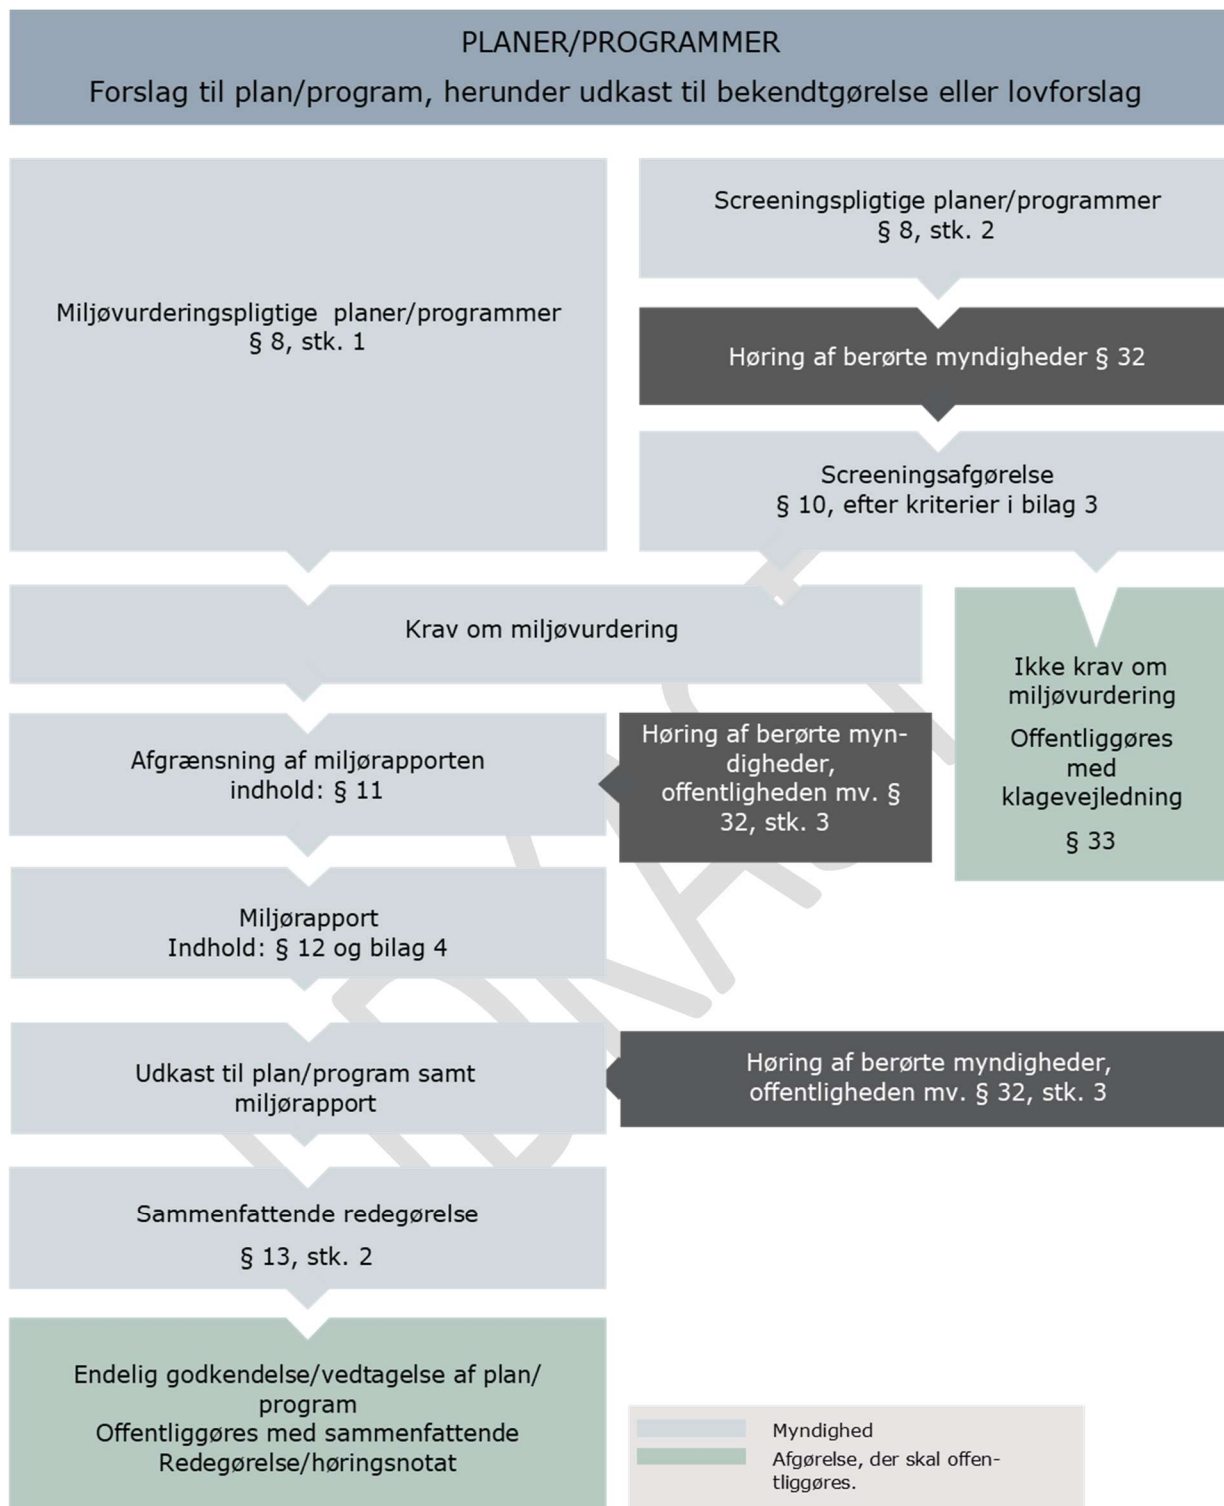 PLANER/PROGRAMMER
Forslag til plan/program, herunder udkast til bekendtgørelse eller lovforslag
Miljøvurderingspligtige planer/programmer
§ 8, stk. 1
Screeningspligtige planer/programmer
§ 8, stk. 2
Høring af berørte myndigheder § 32
Screeningsafgørelse
§ 10, efter kriterier i bilag 3
Krav om miljøvurdering
Ikke krav om
miljøvurdering
Offentliggøres
med
klagevejledning
§ 33
Afgrænsning af miljørapporten
indhold: § 11
Høring af berørte myn-
digheder,
offentligheden mv. §
32, stk. 3
Miljørapport
Indhold: § 12 og bilag 4
Udkast til plan/program samt
miljørapport
Høring af berørte myndigheder,
offentligheden mv. § 32, stk. 3
Sammenfattende redegørelse
§ 13, stk. 2
Endelig godkendelse/vedtagelse af plan/
program
Offentliggøres med sammenfattende
Redegørelse/høringsnotat
Myndighed
Afgørelse, der skal offen-
tliggøres.